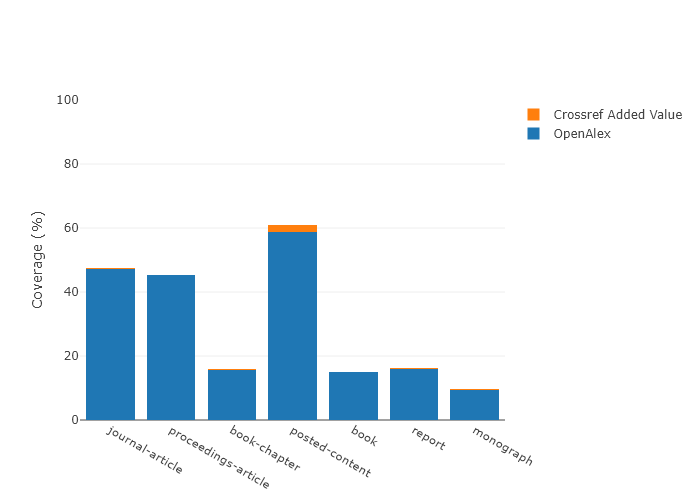 100
80
60
40
20
0
Coverage (%)
journal-article
proceedings-article
book-chapter
posted-content
book
report
monograph
Crossref Added Value
OpenAlex